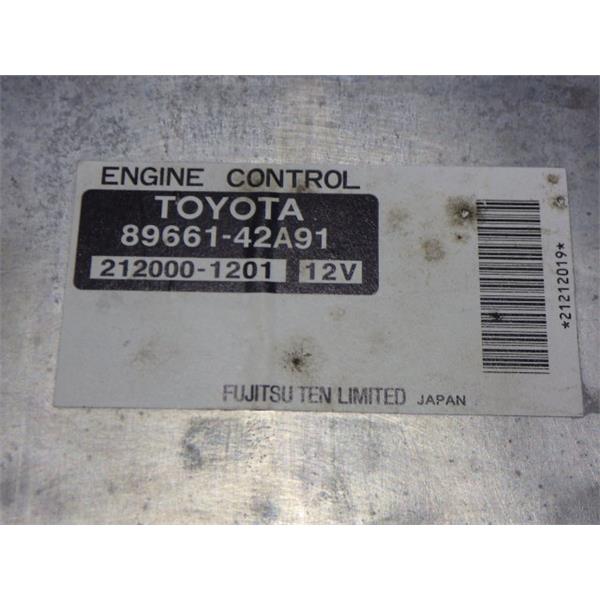 ENGINE CONTROL
TOYOTA
89661-42A91
212000-1201 12V
FUJITSU TEN LIMITED JAPAN
*21212019*